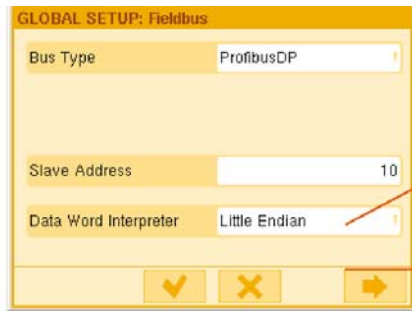 GLOBAL SETUP: Fieldbus
Bus Type ProfibusDP
Slave Address 10
Data Word Interpreter Little Endian